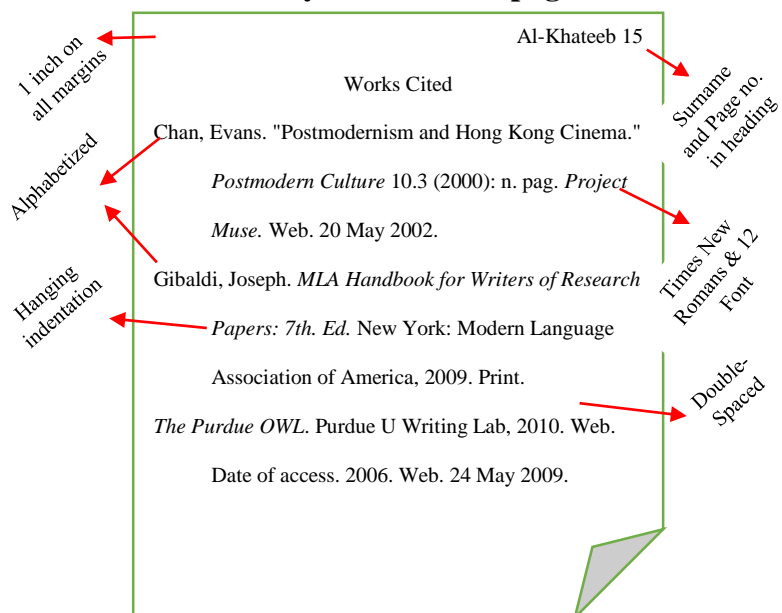 Al-Khateeb 15
1 inch on
all margins
Works Cited
Surname
and Page no.
in heading
Chan, Evans. "Postmodernism and Hong Kong Cinema."
Alphabetized
Postmodern Culture 10.3 (2000): n. pag. Project
Muse. Web. 20 May 2002.
Times New
Romans & 12
Font
Gibaldi, Joseph. MLA Handbook for Writers of Research
Hanging
indentation
Papers: 7th. Ed. New York: Modern Language
Association of America, 2009. Print.
Double-
Spaced
The Purdue OWL. Purdue U Writing Lab, 2010. Web.
Date of access. 2006. Web. 24 May 2009.